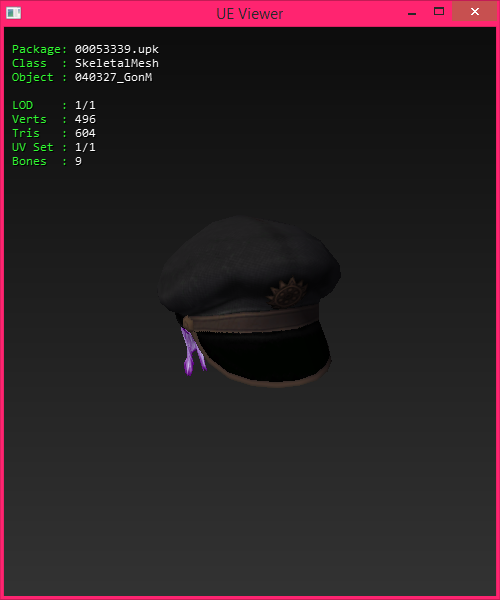 UE Viewer
Package: 00053339.upk
Class  : SkeletalMesh
Object : 040327_GonM
LOD    : 1/1
Verts  : 496
Tris   : 604
UV Set : 1/1
Bones  : 9